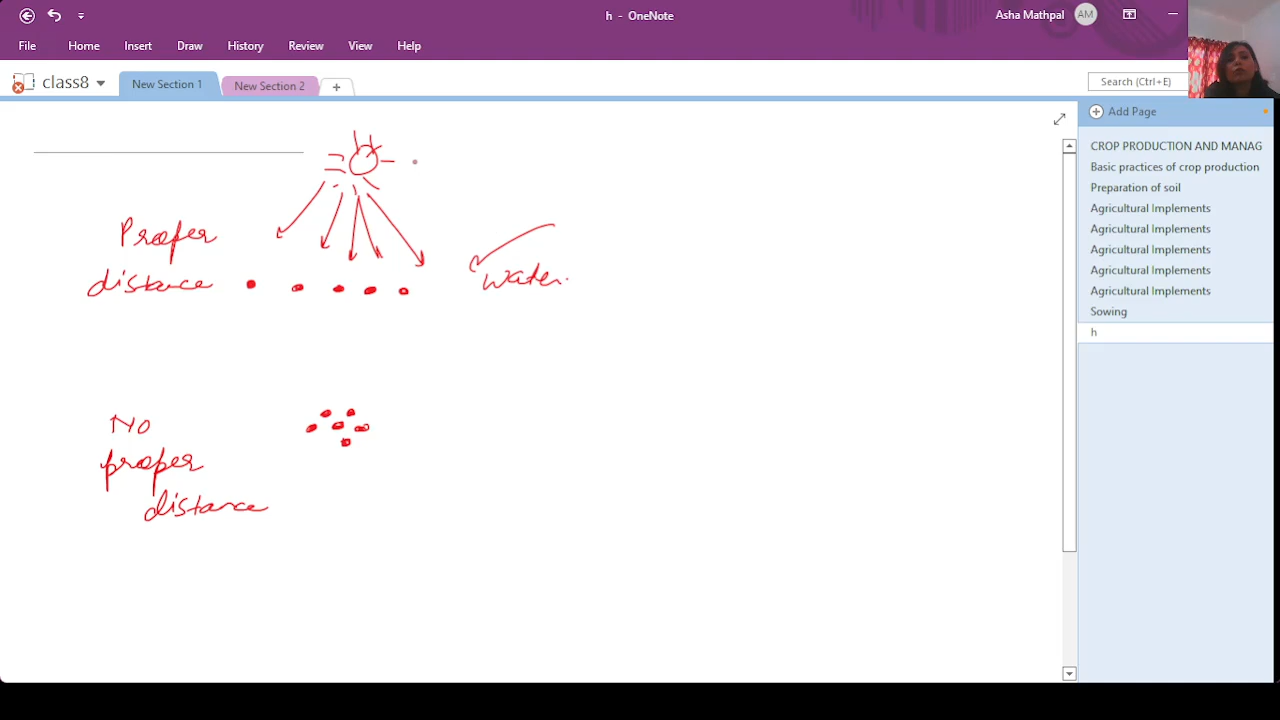 h - OneNote
Asha Mathpal
AM
File
Home
Insert
Draw
History
Review
View
Help
class8
New Section 1
New Section 2
+
Search (Ctrl+E)
Add Page
CROP PRODUCTION AND MANAG
Basic practices of crop production
Preparation of soil
Agricultural Implements
Agricultural Implements
Agricultural Implements
Agricultural Implements
Agricultural Implements
Sowing
h
Proper
distance
water.
No
proper
distance